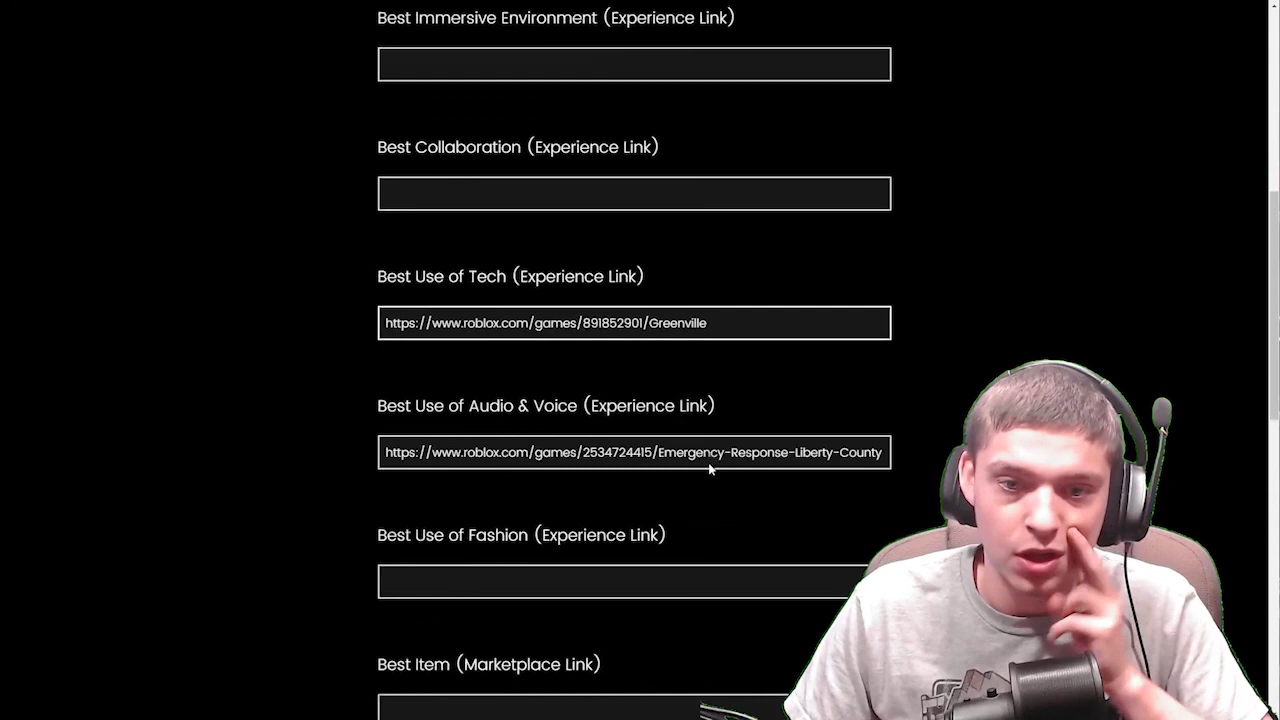 Best Immersive Environment (Experience Link)
Best Collaboration (Experience Link)
Best Use of Tech (Experience Link)
https://www.roblox.com/games/891852901/Greenville
Best Use of Audio & Voice (Experience Link)
https://www.roblox.com/games/2534724415/Emergency-Response-Liberty-County
Best Use of Fashion (Experience Link)
Best Item (Marketplace Link)